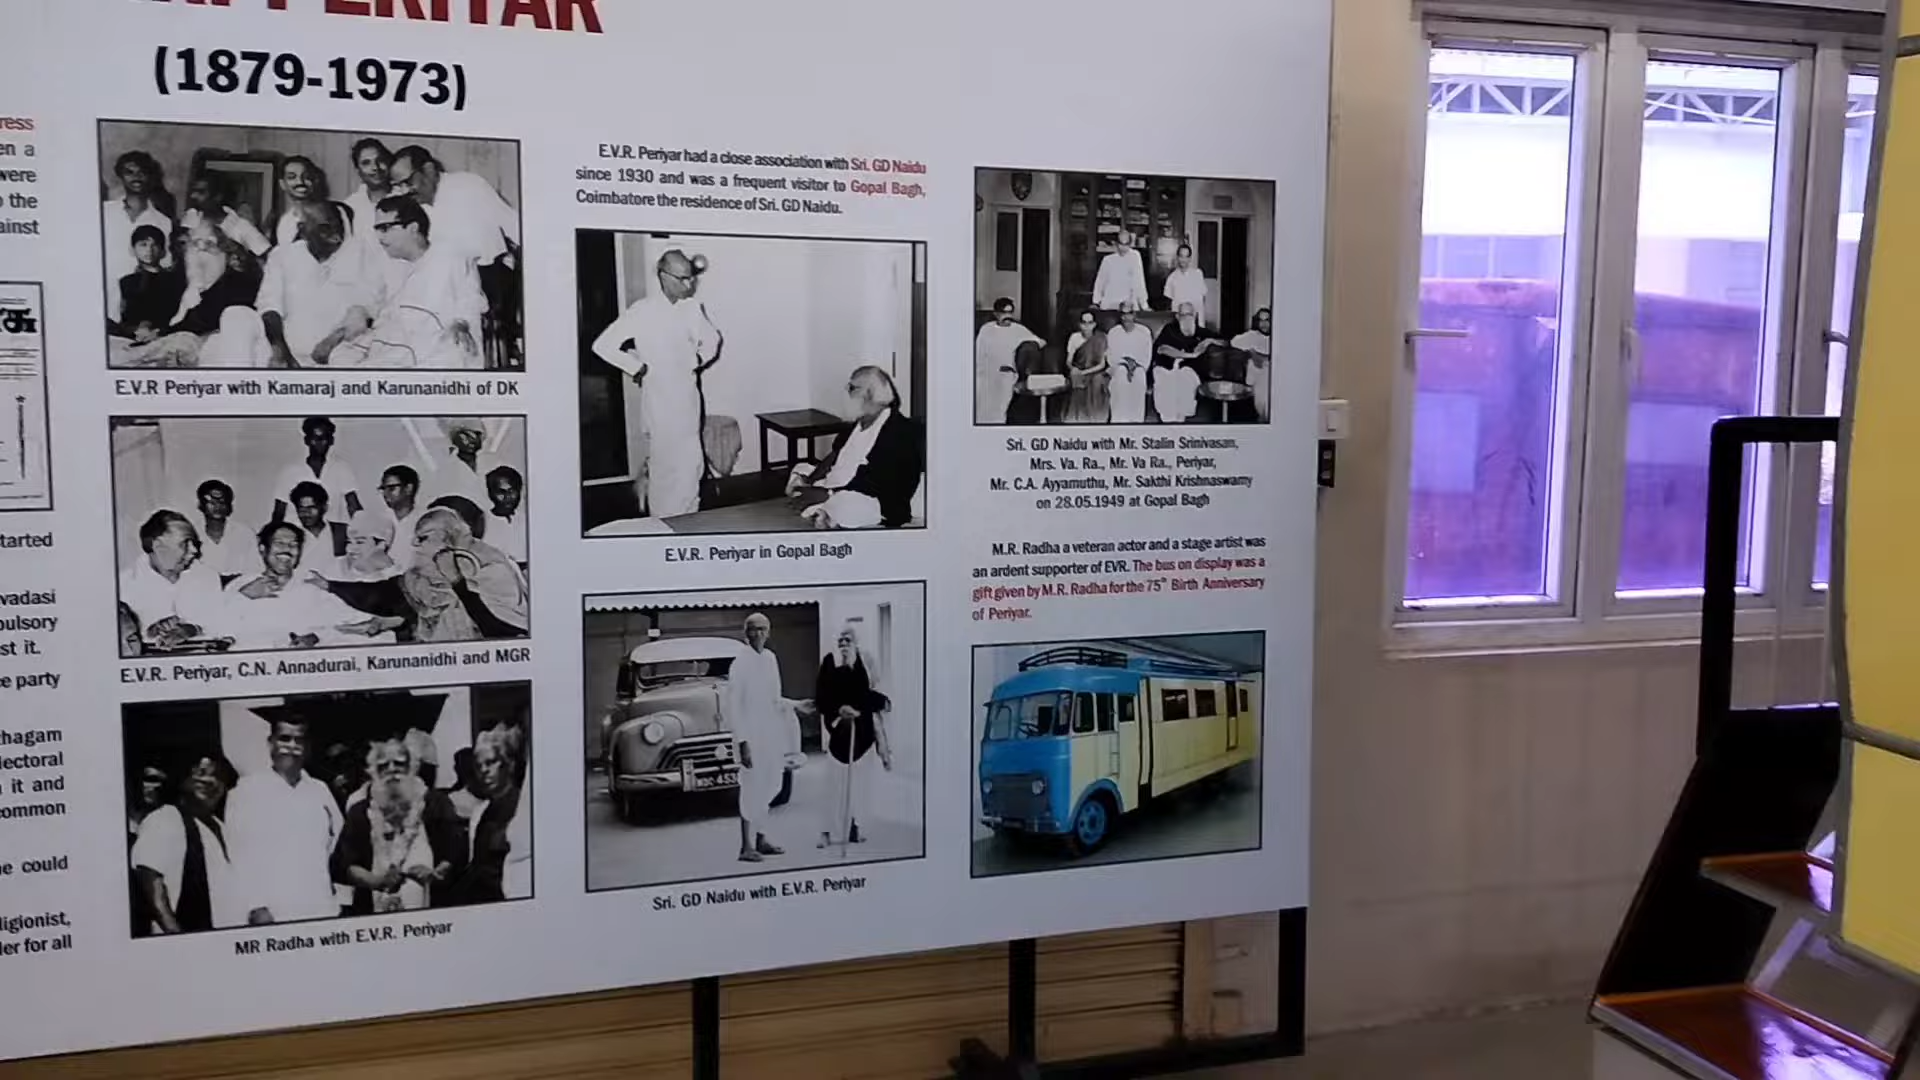 PERIYAR
(1879-1973)
en a
were
the
ainst
tarted
vadasi
st it.
party
hagam
it and
ommon
could
ligionist,
for all
E.V.R Periyar with Kamaraj and Karunanidhi of DK
E.V.R. Periyar, C.N. Annadurai, Karunanidhi and MGR
MR Radha with E.V.R. Periyar
E.V.R. Periyar had a close association with Sri. GD Naidu
since 1930 and was a frequent visitor to Gopal Bagh,
Coimbatore the residence of Sri. GD Naidu.
E.V.R. Periyar in Gopal Bagh
Sri. GD Naidu with E.V.R. Periyar
Sri. GD Naidu with Mr. Stalin Srinivasan,
Mrs. Va. Ra., Mr. Va Ra., Periyar,
Mr. C.A. Ayyamuthu, Mr. Sakthi Krishnaswamy
on 28.05.1949 at Gopal Bagh
M.R. Radha a veteran actor and a stage artist was
an ardent supporter of EVR. The bus on display was a
gift given by M.R. Radha for the 75th Birth Anniversary
of Periyar.